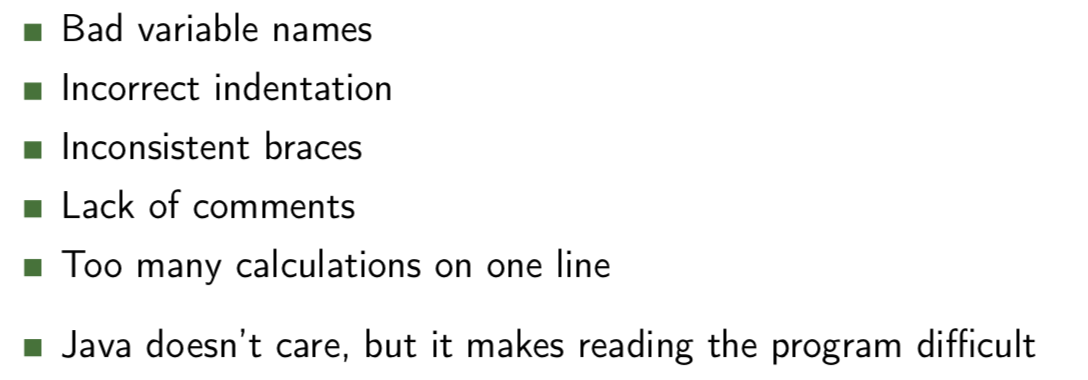 Bad variable names
Incorrect indentation
Inconsistent braces
Lack of comments
Too many calculations on one line
Java doesn't care, but it makes reading the program difficult